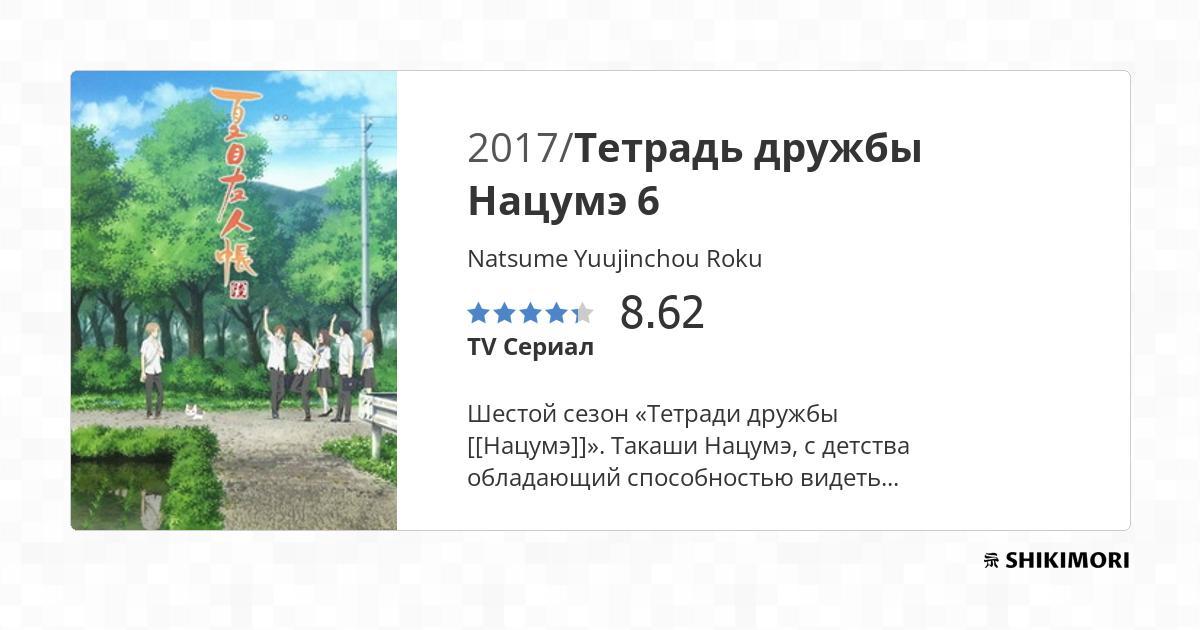 夏目友人帳
2017/Тетрадь дружбы
Нацумэ 6
Natsume Yuujinchou Roku
8.62
TV Сериал
Шестой сезон «Тетради дружбы
[[Нацумэ]]». Такаши Нацумэ, с детства
обладающий способностью видеть...
SHIKIMORI